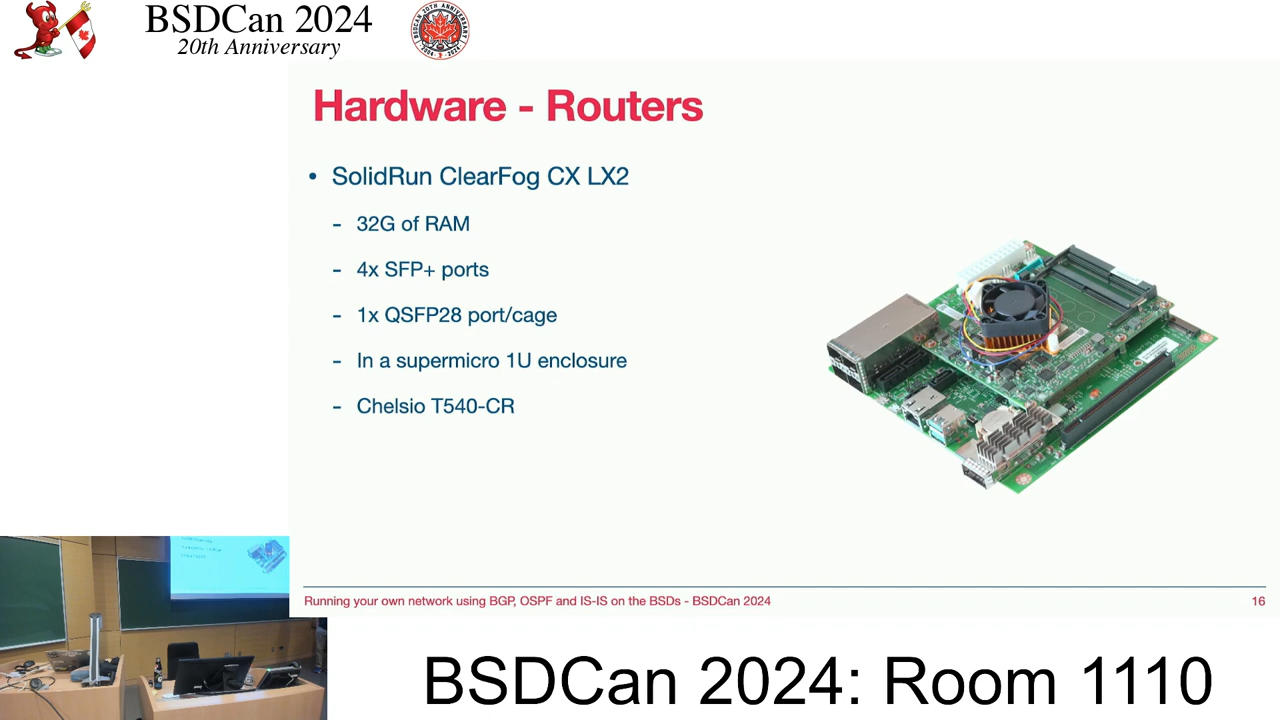 BSDCan 2024
20th Anniversary
Hardware - Routers
• SolidRun ClearFog CX LX2
- 32G of RAM
- 4x SFP+ ports
- 1x QSFP28 port/cage
- In a supermicro 1U enclosure
- Chelsio T540-CR
Running your own network using BGP, OSPF and IS-IS on the BSDs - BSDCan 2024
16
BSDCan 2024: Room 1110